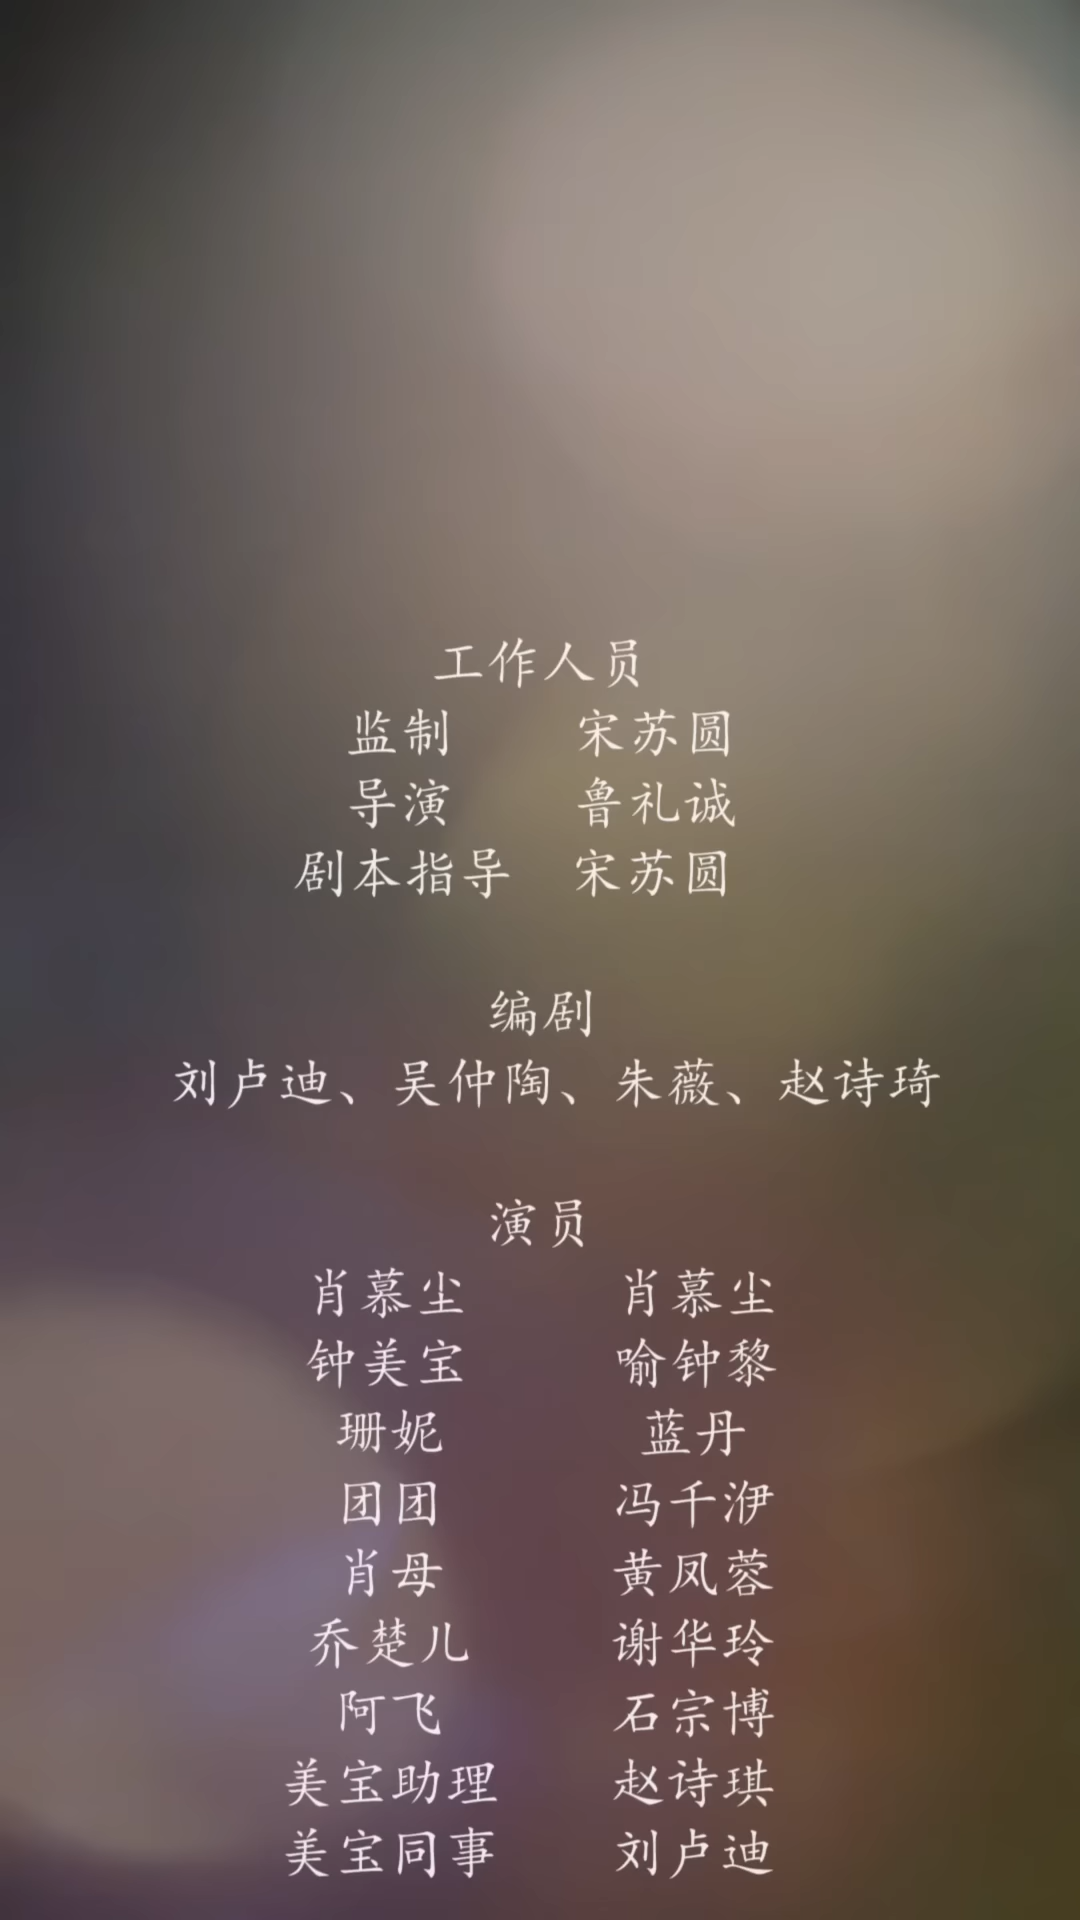 工作人员
监制 宋苏圆
导演 鲁礼诚
剧本指导 宋苏圆
编剧
刘卢迪、吴仲陶、朱薇、赵诗琦
演员
肖慕尘 肖慕尘
钟美宝 喻钟黎
珊妮 蓝丹
团团 冯千洢
肖母 黄凤蓉
乔楚儿 谢华玲
阿飞 石宗博
美宝助理 赵诗琪
美宝同事 刘卢迪